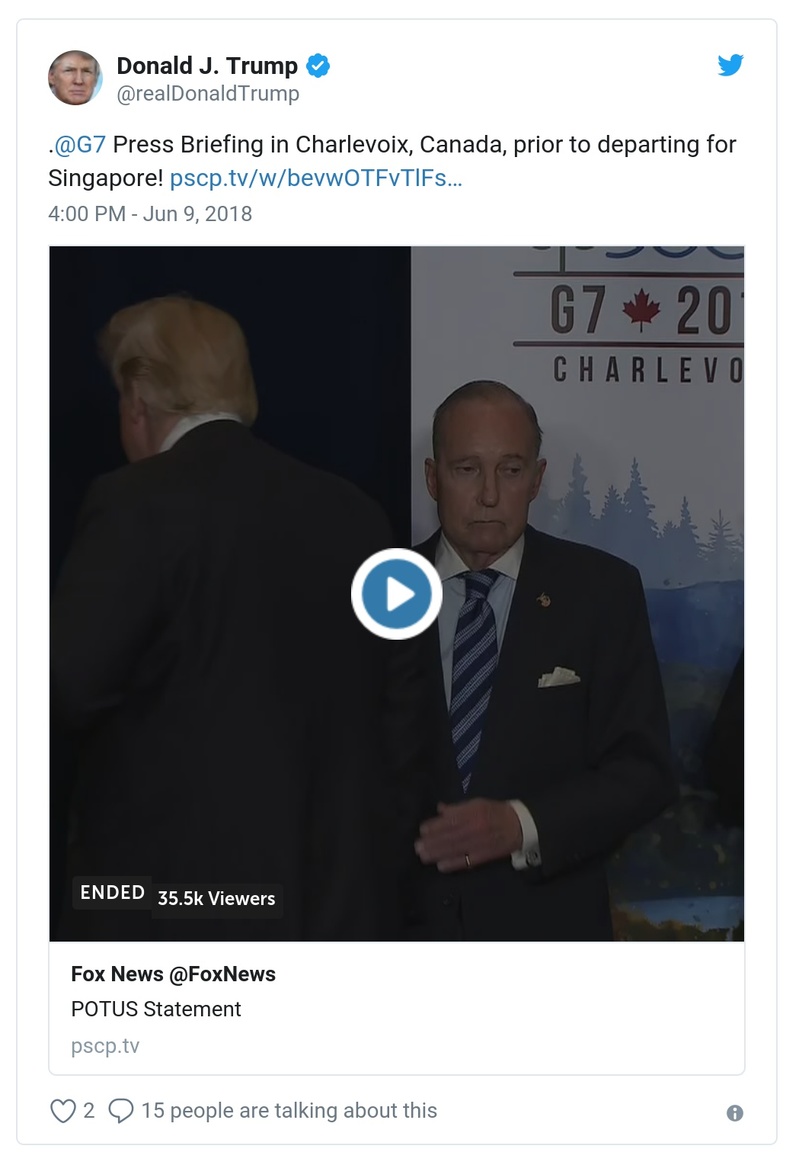 Donald J. Trump
@realDonaldTrump
.@G7 Press Briefing in Charlevoix, Canada, prior to departing for
Singapore! pscp.tv/w/bevwOTFvTlFs…
4:00 PM - Jun 9, 2018
G7 20
CHARLEVO
ENDED
35.5k Viewers
Fox News @FoxNews
POTUS Statement
pscp.tv
2 15 people are talking about this